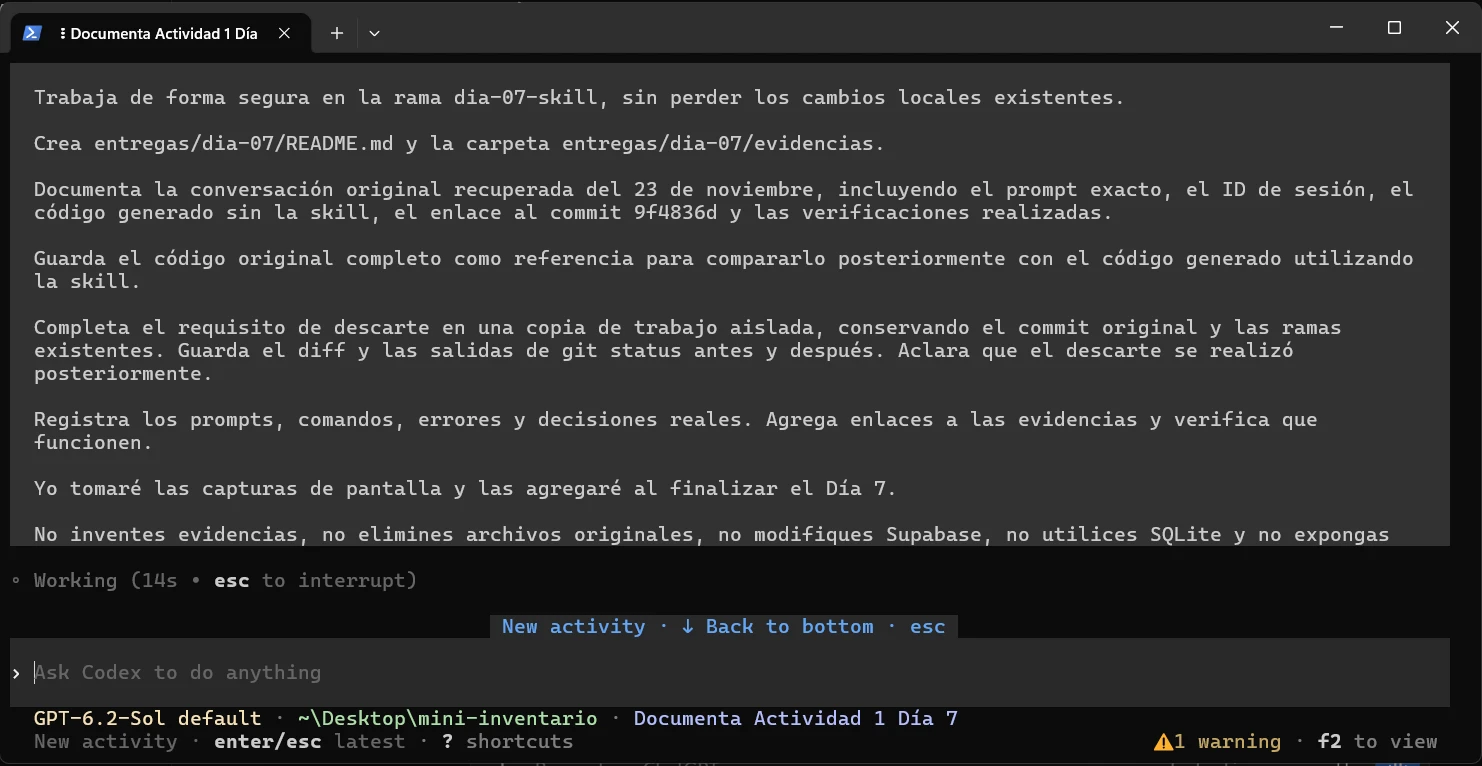 ⋮ Documenta Actividad 1 Día
Trabaja de forma segura en la rama dia-07-skill, sin perder los cambios locales existentes.
Crea entregas/dia-07/README.md y la carpeta entregas/dia-07/evidencias.
Documenta la conversación original recuperada del 23 de noviembre, incluyendo el prompt exacto, el ID de sesión, el
código generado sin la skill, el enlace al commit 9f4836d y las verificaciones realizadas.
Guarda el código original completo como referencia para compararlo posteriormente con el código generado utilizando
la skill.
Completa el requisito de descarte en una copia de trabajo aislada, conservando el commit original y las ramas
existentes. Guarda el diff y las salidas de git status antes y después. Aclara que el descarte se realizó
posteriormente.
Registra los prompts, comandos, errores y decisiones reales. Agrega enlaces a las evidencias y verifica que
funcionen.
Yo tomaré las capturas de pantalla y las agregaré al finalizar el Día 7.
No inventes evidencias, no elimines archivos originales, no modifiques Supabase, no utilices SQLite y no expongas
◦ Working (14s • esc to interrupt)
New activity · ↓ Back to bottom · esc
› Ask Codex to do anything
GPT-6.2-Sol default · ~\Desktop\mini-inventario · Documenta Actividad 1 Día 7
New activity · enter/esc latest · ? shortcuts
⚠1 warning · f2 to view